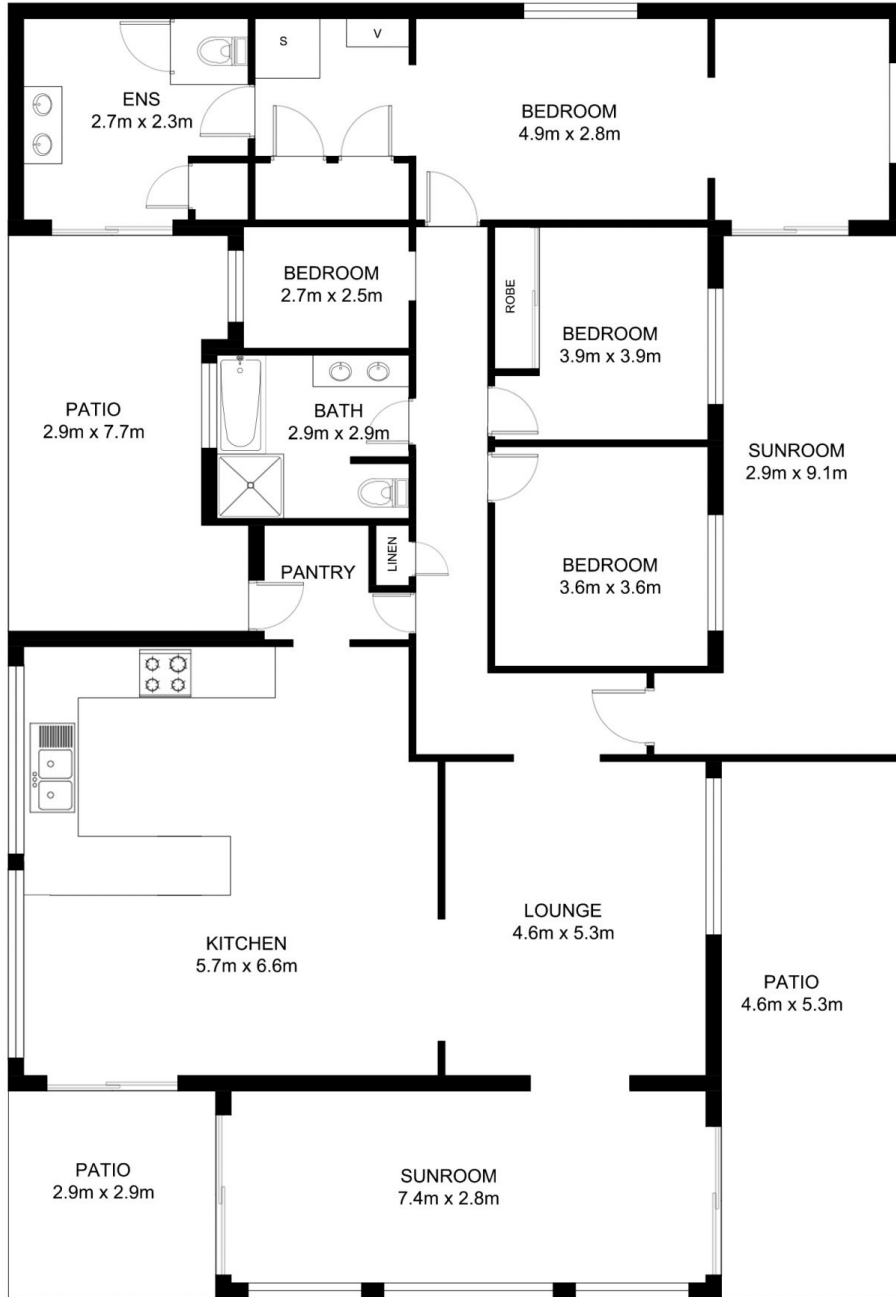 S
V
ENS
2.7m x 2.3m
BEDROOM
4.9m x 2.8m
BEDROOM
2.7m x 2.5m
ROBE
BEDROOM
3.9m x 3.9m
PATIO
2.9m x 7.7m
BATH
2.9m x 2.9m
SUNROOM
2.9m x 9.1m
PANTRY
LINEN
BEDROOM
3.6m x 3.6m
LOUNGE
4.6m x 5.3m
KITCHEN
5.7m x 6.6m
PATIO
4.6m x 5.3m
PATIO
2.9m x 2.9m
SUNROOM
7.4m x 2.8m